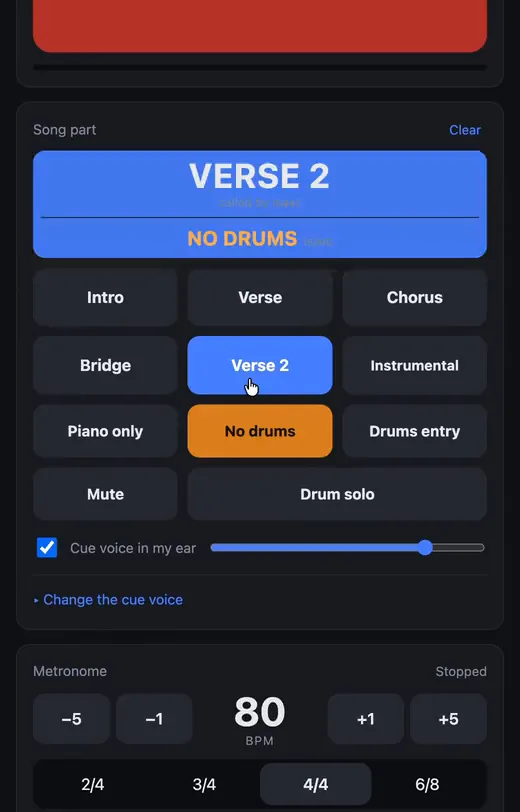 Song part
Clear
VERSE 2
NO DRUMS
Intro
Verse
Chorus
Bridge
Verse 2
Instrumental
Piano only
No drums
Drums entry
Mute
Drum solo
Cue voice in my ear
▸ Change the cue voice
Metronome
Stopped
−5
−1
80
BPM
+1
+5
2/4
3/4
4/4
6/8